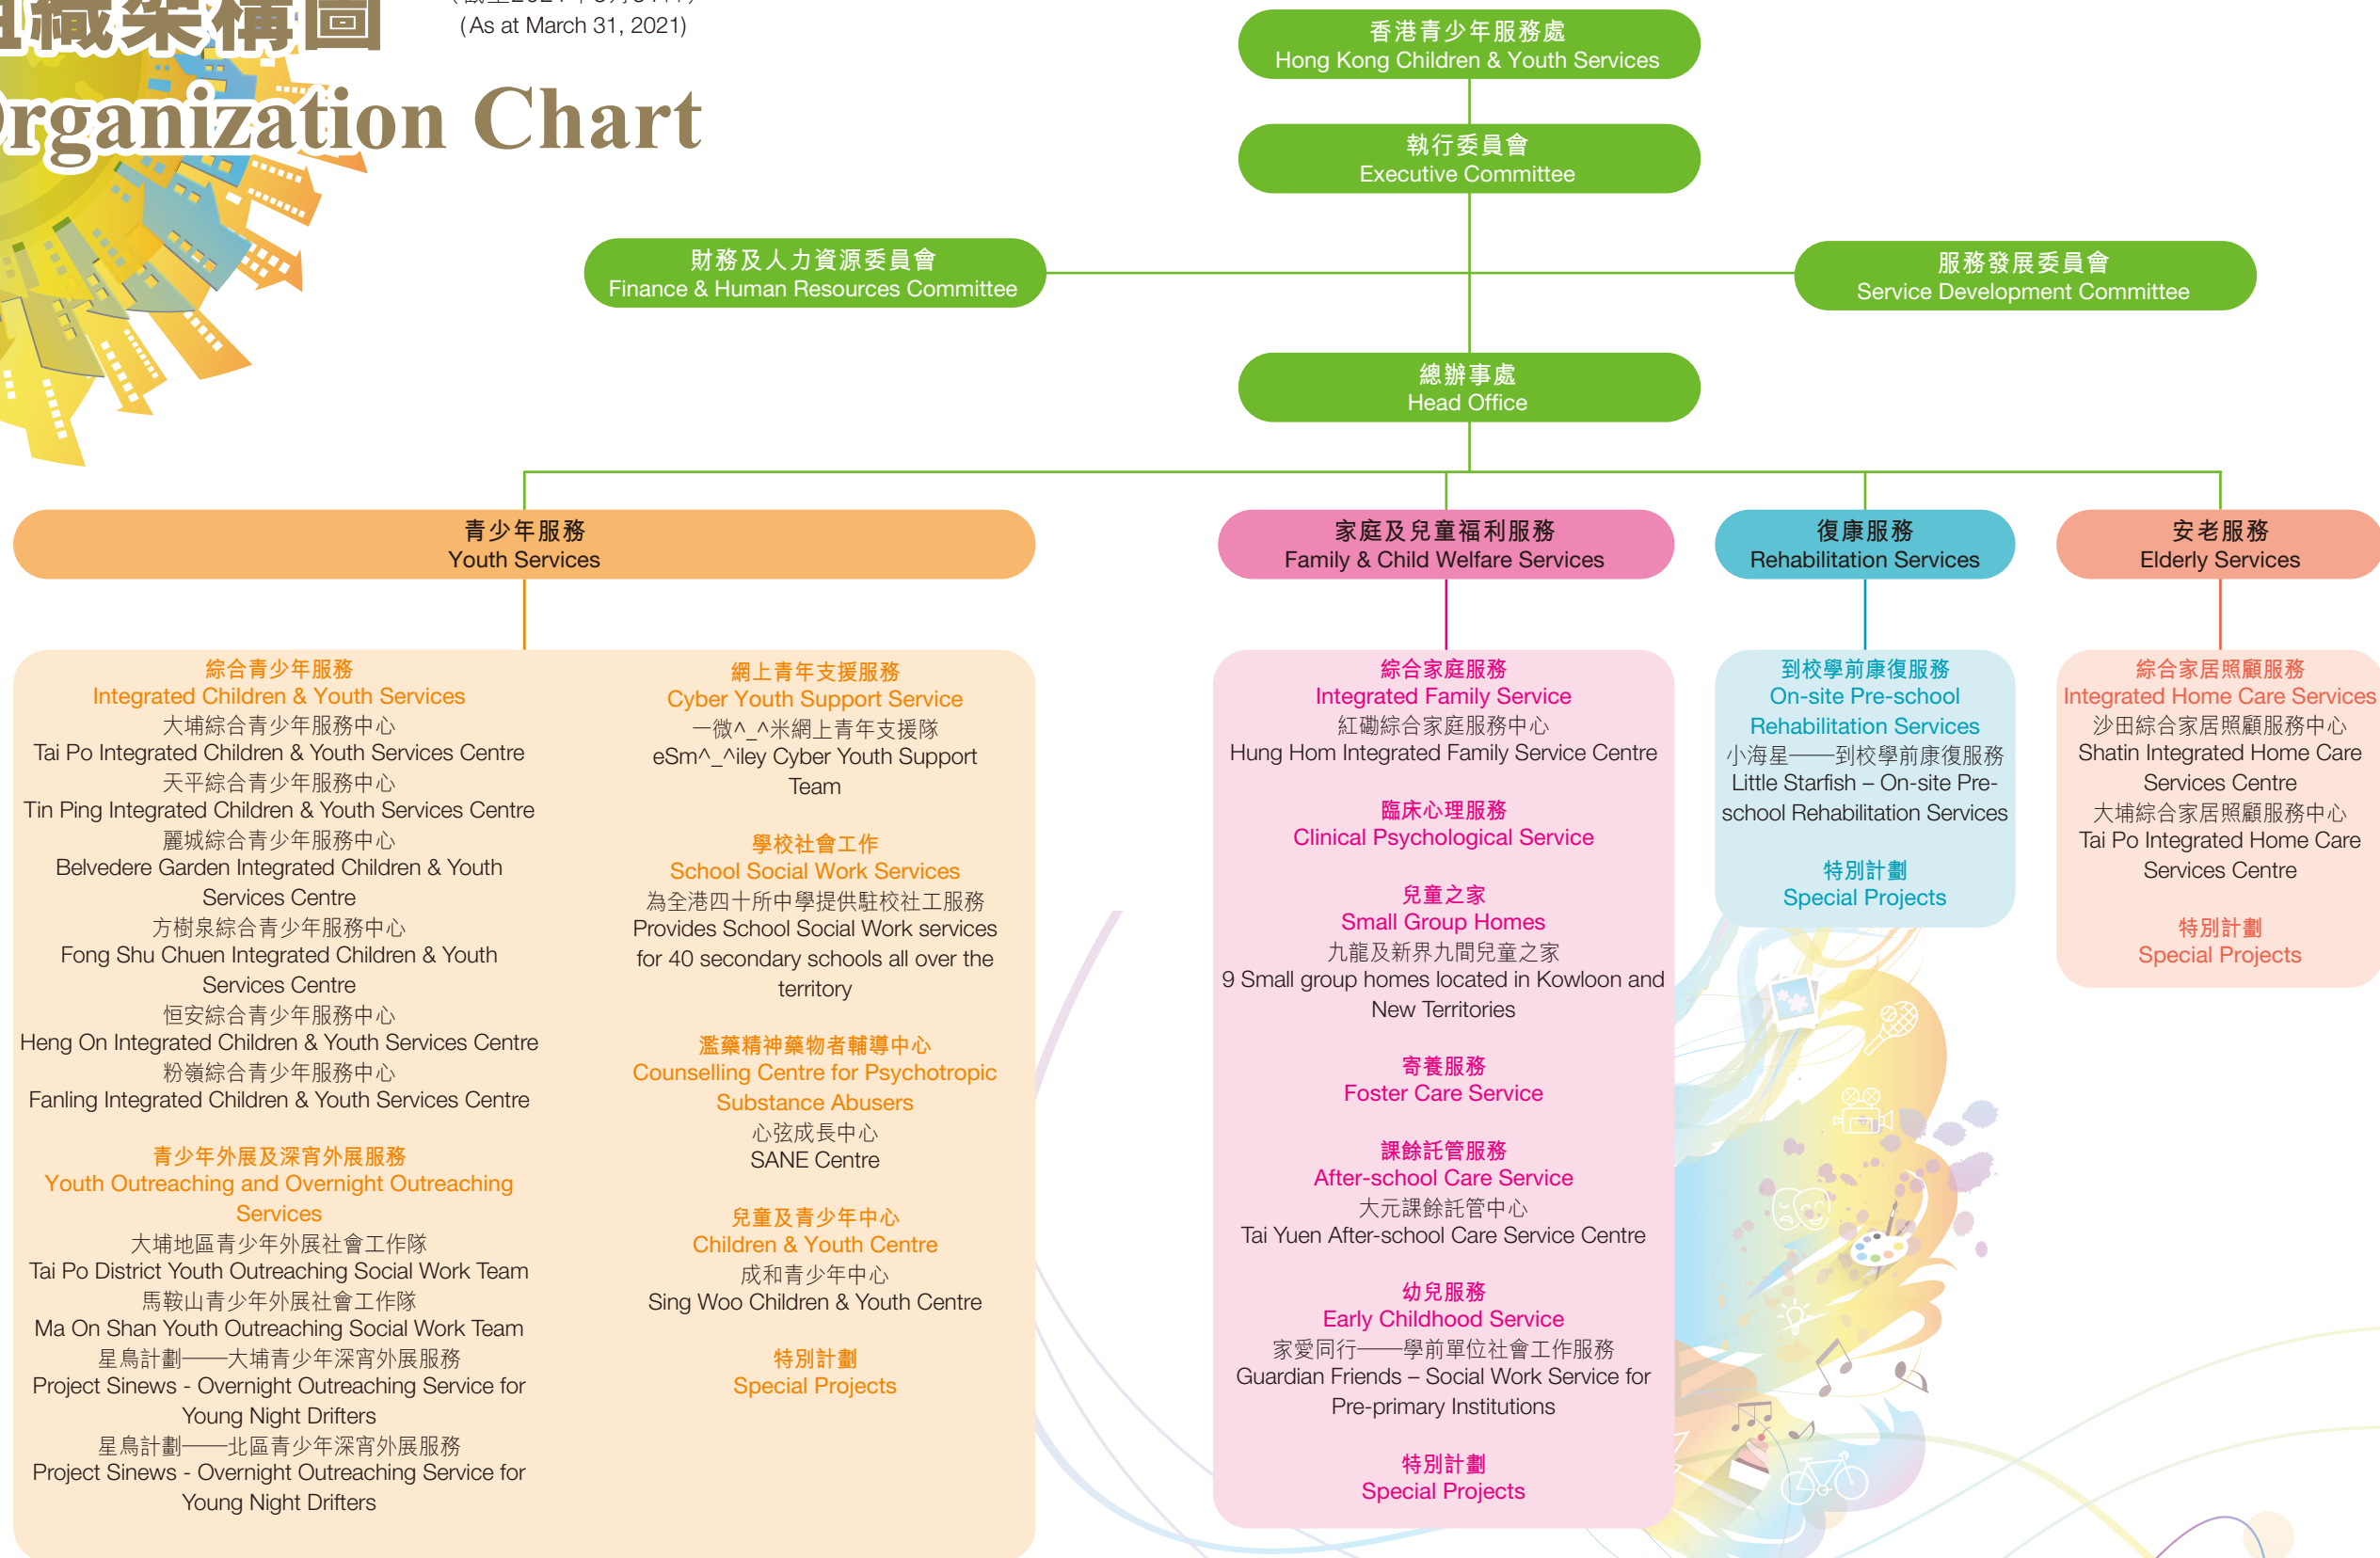 組織架構圖
(As at March 31, 2021)
Organization Chart
香港青少年服務處
Hong Kong Children & Youth Services
執行委員會
Executive Committee
財務及人力資源委員會
Finance & Human Resources Committee
服務發展委員會
Service Development Committee
總辦事處
Head Office
青少年服務
Youth Services
綜合青少年服務
Integrated Children & Youth Services
大埔綜合青少年服務中心
Tai Po Integrated Children & Youth Services Centre
天平綜合青少年服務中心
Tin Ping Integrated Children & Youth Services Centre
麗城綜合青少年服務中心
Belvedere Garden Integrated Children & Youth
Services Centre
方樹泉綜合青少年服務中心
Fong Shu Chuen Integrated Children & Youth
Services Centre
恒安綜合青少年服務中心
Heng On Integrated Children & Youth Services Centre
粉嶺綜合青少年服務中心
Fanling Integrated Children & Youth Services Centre
青少年外展及深宵外展服務
Youth Outreaching and Overnight Outreaching
Services
大埔地區青少年外展社會工作隊
Tai Po District Youth Outreaching Social Work Team
馬鞍山青少年外展社會工作隊
Ma On Shan Youth Outreaching Social Work Team
星鳥計劃——大埔青少年深宵外展服務
Project Sinews - Overnight Outreaching Service for
Young Night Drifters
星鳥計劃——北區青少年深宵外展服務
Project Sinews - Overnight Outreaching Service for
Young Night Drifters
網上青年支援服務
Cyber Youth Support Service
一微^_^米網上青年支援隊
eSm^_^iley Cyber Youth Support
Team
學校社會工作
School Social Work Services
為全港四十所中學提供駐校社工服務
Provides School Social Work services
for 40 secondary schools all over the
territory
濫藥精神藥物者輔導中心
Counselling Centre for Psychotropic
Substance Abusers
心弦成長中心
SANE Centre
兒童及青少年中心
Children & Youth Centre
成和青少年中心
Sing Woo Children & Youth Centre
特別計劃
Special Projects
家庭及兒童福利服務
Family & Child Welfare Services
綜合家庭服務
Integrated Family Service
紅磡綜合家庭服務中心
Hung Hom Integrated Family Service Centre
臨床心理服務
Clinical Psychological Service
兒童之家
Small Group Homes
九龍及新界九間兒童之家
9 Small group homes located in Kowloon and
New Territories
寄養服務
Foster Care Service
課餘託管服務
After-school Care Service
大元課餘託管中心
Tai Yuen After-school Care Service Centre
幼兒服務
Early Childhood Service
家愛同行——學前單位社會工作服務
Guardian Friends – Social Work Service for
Pre-primary Institutions
特別計劃
Special Projects
復康服務
Rehabilitation Services
到校學前康復服務
On-site Pre-school
Rehabilitation Services
小海星——到校學前康復服務
Little Starfish – On-site Pre-
school Rehabilitation Services
特別計劃
Special Projects
安老服務
Elderly Services
綜合家居照顧服務
Integrated Home Care Services
沙田綜合家居照顧服務中心
Shatin Integrated Home Care
Services Centre
大埔綜合家居照顧服務中心
Tai Po Integrated Home Care
Services Centre
特別計劃
Special Projects